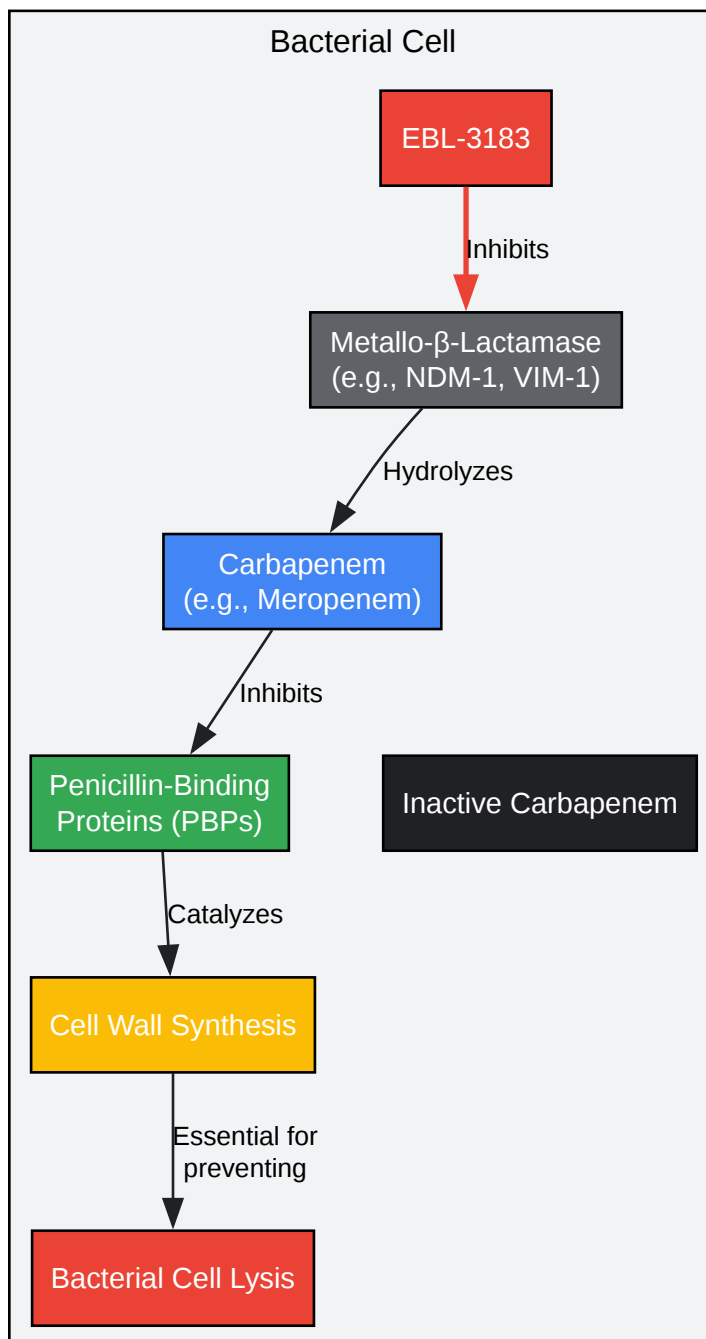 Bacterial Cell
EBL-3183
Inhibits
Metallo-β-Lactamase
(e.g., NDM-1, VIM-1)
Hydrolyzes
Carbapenem
(e.g., Meropenem)
Inhibits
Penicillin-Binding
Proteins (PBPs)
Inactive Carbapenem
Catalyzes
Cell Wall Synthesis
Essential for
preventing
Bacterial Cell Lysis